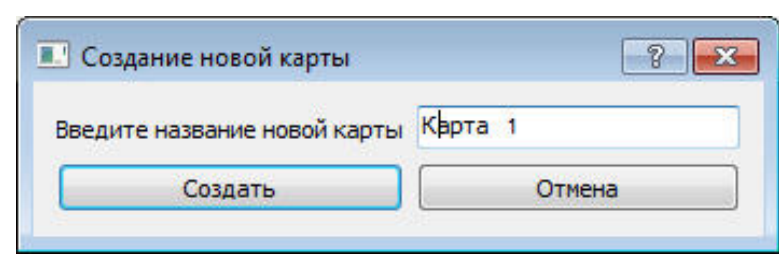 Создание новой карты
?
Введите название новой карты Карта 1
Создать Отмена